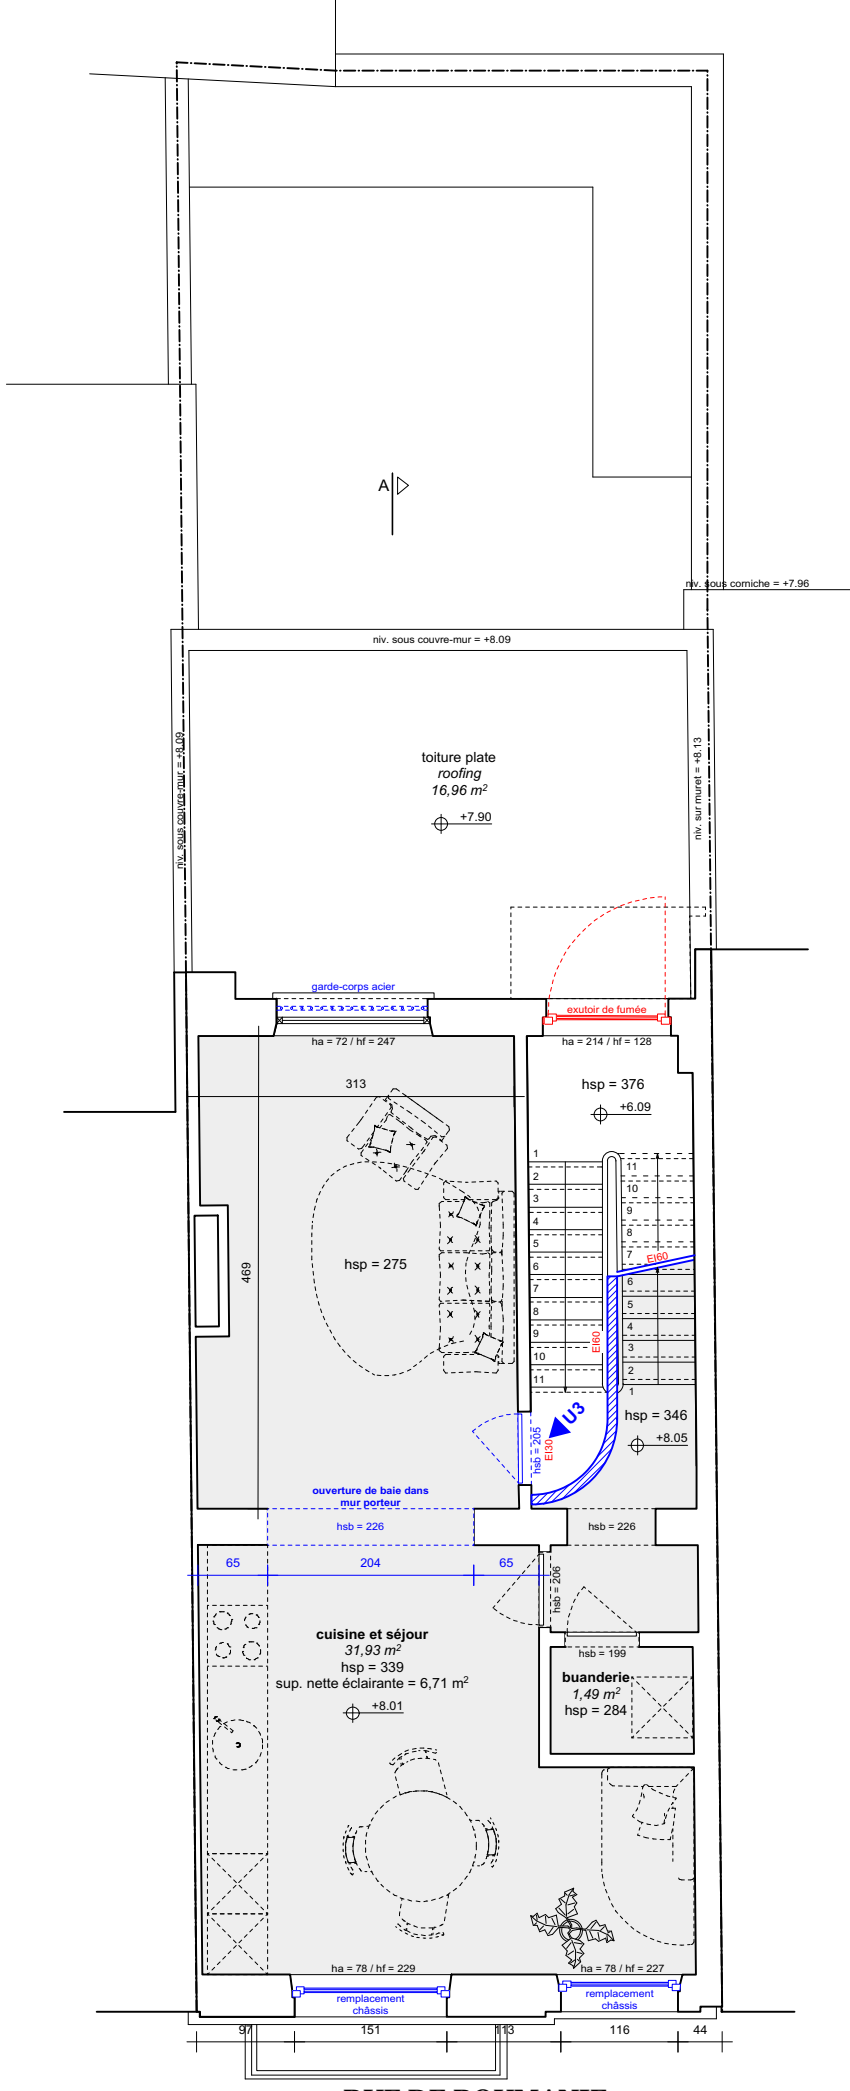 A
niv. sous corniche = +7.96
niv. sous couvre-mur = +8.09
niv. sous couvre-mur = +8.09
niv. sur muret = +8.13
toiture plate
roofing
16,96 m²
+7.90
garde-corps acier
exutoir de fumée
ha = 72 / hf = 247
ha = 214 / hf = 128
313
hsp = 376
+6.09
469
hsp = 275
1
2
3
4
5
6
7
8
9
10
11
11
10
9
8
7
6
5
4
3
2
1
EI60
EI60
hsp = 346
+8.05
U3
hsb = 205
EI30
ouverture de baie dans
mur porteur
hsb = 226
hsb = 226
65
204
65
hsb = 206
cuisine et séjour
31,93 m²
hsp = 339
sup. nette éclairante = 6,71 m²
+8.01
hsb = 199
buanderie
1,49 m²
hsp = 284
ha = 78 / hf = 229
ha = 78 / hf = 227
remplacement
châssis
remplacement
châssis
97
151
113
116
44
RUE DE ROUMANIE